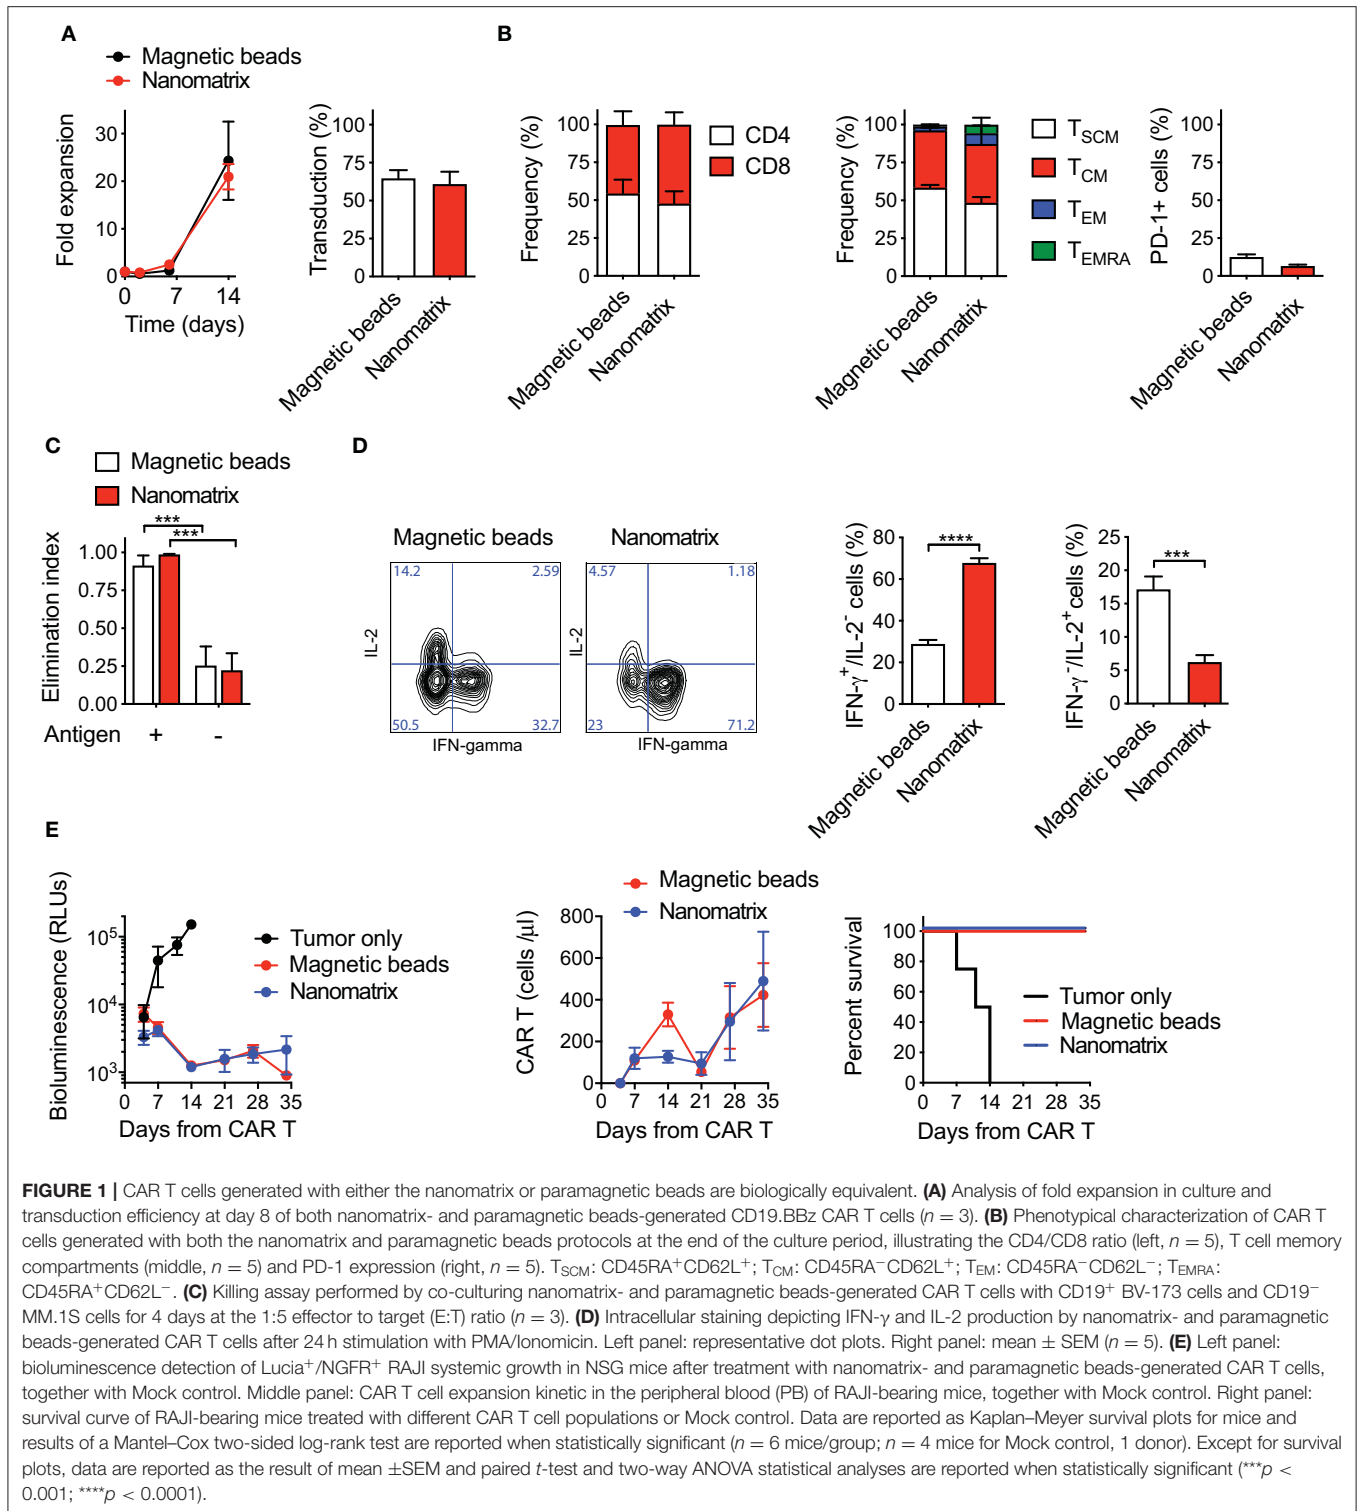 A
Magnetic beads
Nanomatrix
Fold expansion
30
20
10
0
0 7 14
Time (days)
Transduction (%)
100
75
50
25
0
Magnetic beads
Nanomatrix
B
Frequency (%)
100
75
50
25
0
Magnetic beads
Nanomatrix
CD4
CD8
Frequency (%)
100
75
50
25
0
Magnetic beads
Nanomatrix
TSCM
TCM
TEM
TEMRA
PD-1+ cells (%)
100
75
50
25
0
Magnetic beads
Nanomatrix
C
Magnetic beads
Nanomatrix
*** 
***
Elimination index
1.00
0.75
0.50
0.25
0.00
Antigen + -
D
Magnetic beads
14.2 2.59
50.5 32.7
IL-2
IFN-gamma
Nanomatrix
4.57 1.18
23 71.2
IL-2
IFN-gamma
IFN-γ+/IL-2- cells (%)
80
60
40
20
0
****
Magnetic beads
Nanomatrix
IFN-γ-/IL-2+ cells (%)
25
20
15
10
5
0
***
Magnetic beads
Nanomatrix
E
Bioluminescence (RLUs)
10⁵
10⁴
10³
0 7 14 21 28 35
Days from CAR T
Tumor only
Magnetic beads
Nanomatrix
Magnetic beads
Nanomatrix
CAR T (cells /µl)
800
600
400
200
0
0 7 14 21 28 35
Days from CAR T
Percent survival
100
80
60
40
20
0
0 7 14 21 28 35
Days from CAR T
Tumor only
Magnetic beads
Nanomatrix
FIGURE 1 | CAR T cells generated with either the nanomatrix or paramagnetic beads are biologically equivalent. (A) Analysis of fold expansion in culture and
transduction efficiency at day 8 of both nanomatrix- and paramagnetic beads-generated CD19.BBz CAR T cells (n = 3). (B) Phenotypical characterization of CAR T
cells generated with both the nanomatrix and paramagnetic beads protocols at the end of the culture period, illustrating the CD4/CD8 ratio (left, n = 5), T cell memory
compartments (middle, n = 5) and PD-1 expression (right, n = 5). TSCM: CD45RA+CD62L+; TCM: CD45RA−CD62L+; TEM: CD45RA−CD62L−; TEMRA:
CD45RA+CD62L−. (C) Killing assay performed by co-culturing nanomatrix- and paramagnetic beads-generated CAR T cells with CD19+ BV-173 cells and CD19−
MM.1S cells for 4 days at the 1:5 effector to target (E:T) ratio (n = 3). (D) Intracellular staining depicting IFN-γ and IL-2 production by nanomatrix- and paramagnetic
beads-generated CAR T cells after 24 h stimulation with PMA/Ionomicin. Left panel: representative dot plots. Right panel: mean ± SEM (n = 5). (E) Left panel:
bioluminescence detection of Lucia+/NGFR+ RAJI systemic growth in NSG mice after treatment with nanomatrix- and paramagnetic beads-generated CAR T cells,
together with Mock control. Middle panel: CAR T cell expansion kinetic in the peripheral blood (PB) of RAJI-bearing mice, together with Mock control. Right panel:
survival curve of RAJI-bearing mice treated with different CAR T cell populations or Mock control. Data are reported as Kaplan–Meyer survival plots for mice and
results of a Mantel–Cox two-sided log-rank test are reported when statistically significant (n = 6 mice/group; n = 4 mice for Mock control, 1 donor). Except for survival
plots, data are reported as the result of mean ±SEM and paired t-test and two-way ANOVA statistical analyses are reported when statistically significant (***p <
0.001; ****p < 0.0001).